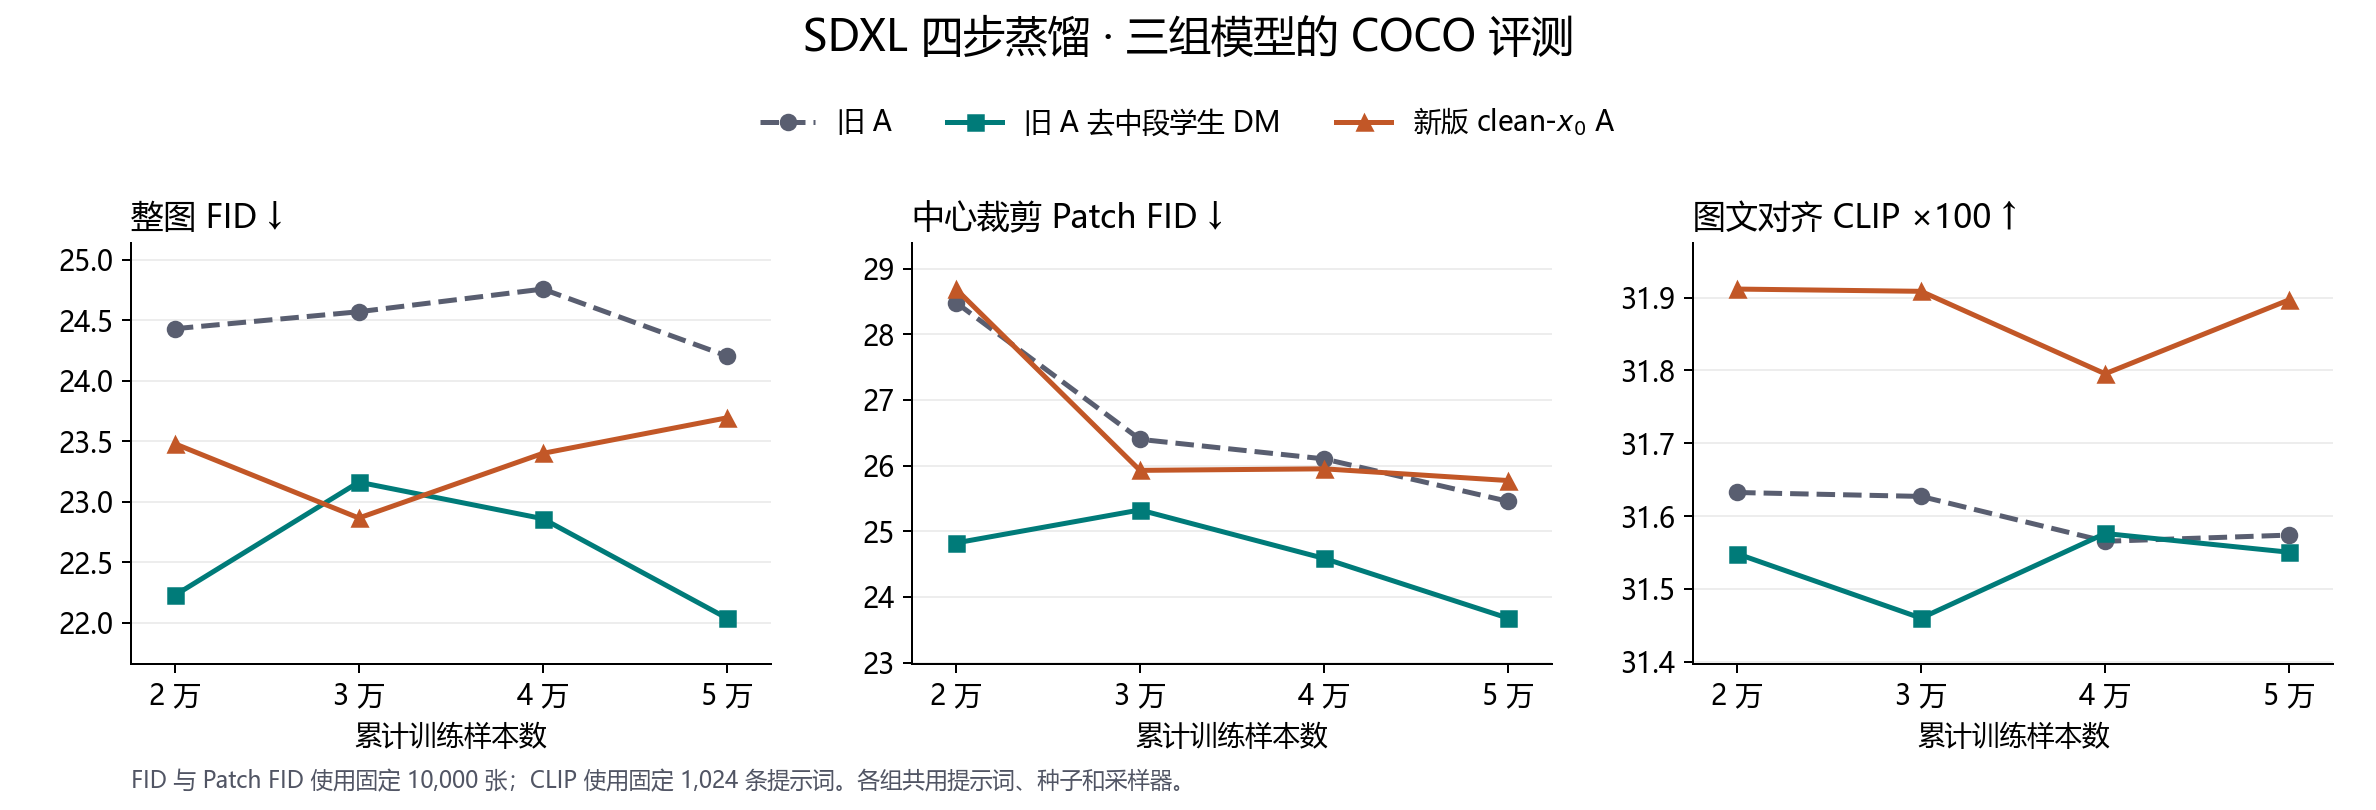 SDXL 四步蒸馏 · 三组模型的 COCO 评测
旧 A
旧 A 去中段学生 DM
新版 clean-x₀ A
整图 FID ↓
25.0
24.5
24.0
23.5
23.0
22.5
22.0
2 万
3 万
4 万
5 万
累计训练样本数
中心裁剪 Patch FID ↓
29
28
27
26
25
24
23
2 万
3 万
4 万
5 万
累计训练样本数
图文对齐 CLIP ×100 ↑
31.9
31.8
31.7
31.6
31.5
31.4
2 万
3 万
4 万
5 万
累计训练样本数
FID 与 Patch FID 使用固定 10,000 张；CLIP 使用固定 1,024 条提示词。各组共用提示词、种子和采样器。